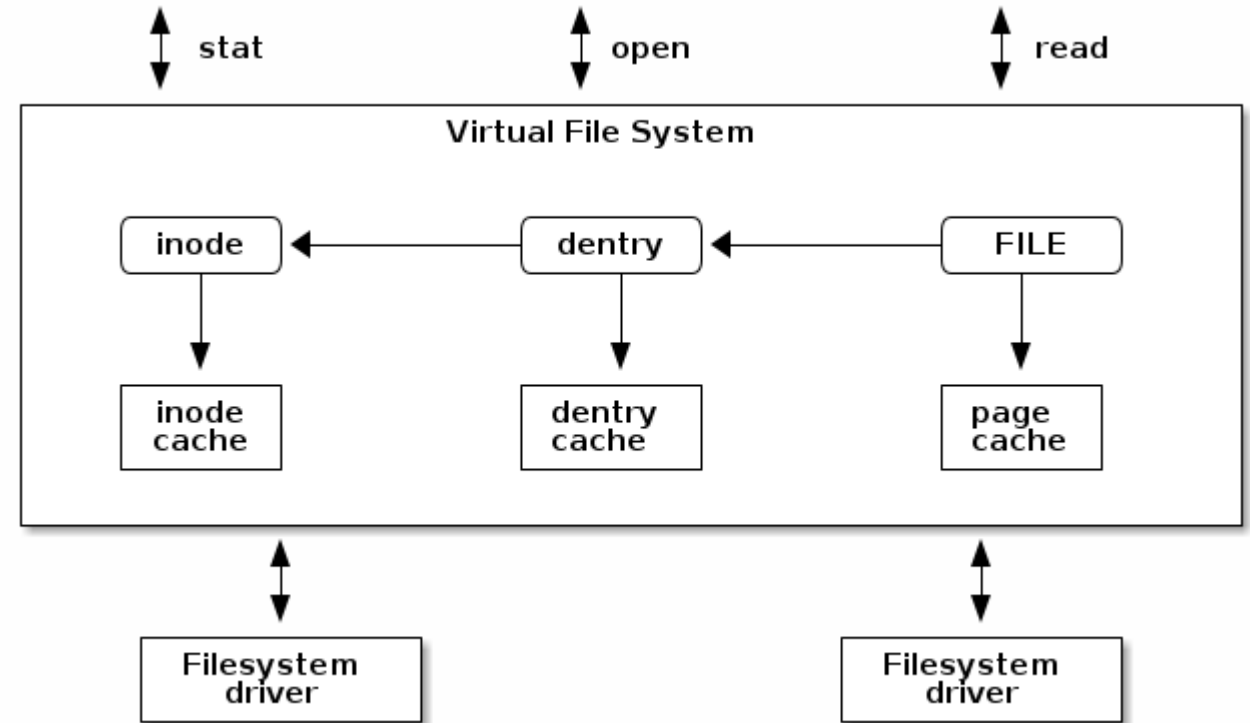 stat
open
read
Virtual File System
inode
dentry
FILE
inode
cache
dentry
cache
page
cache
Filesystem
driver
Filesystem
driver